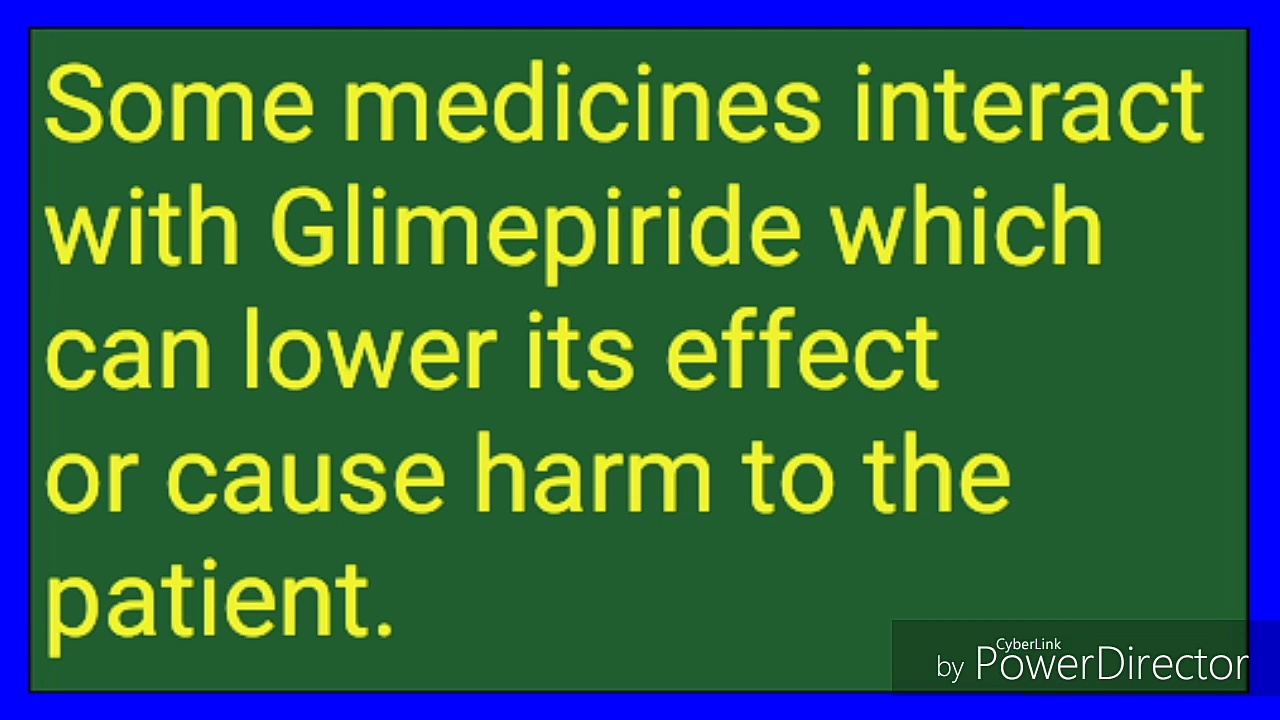 Some medicines interact
with Glimepiride which
can lower its effect
or cause harm to the
patient.
CyberLink
by PowerDirector